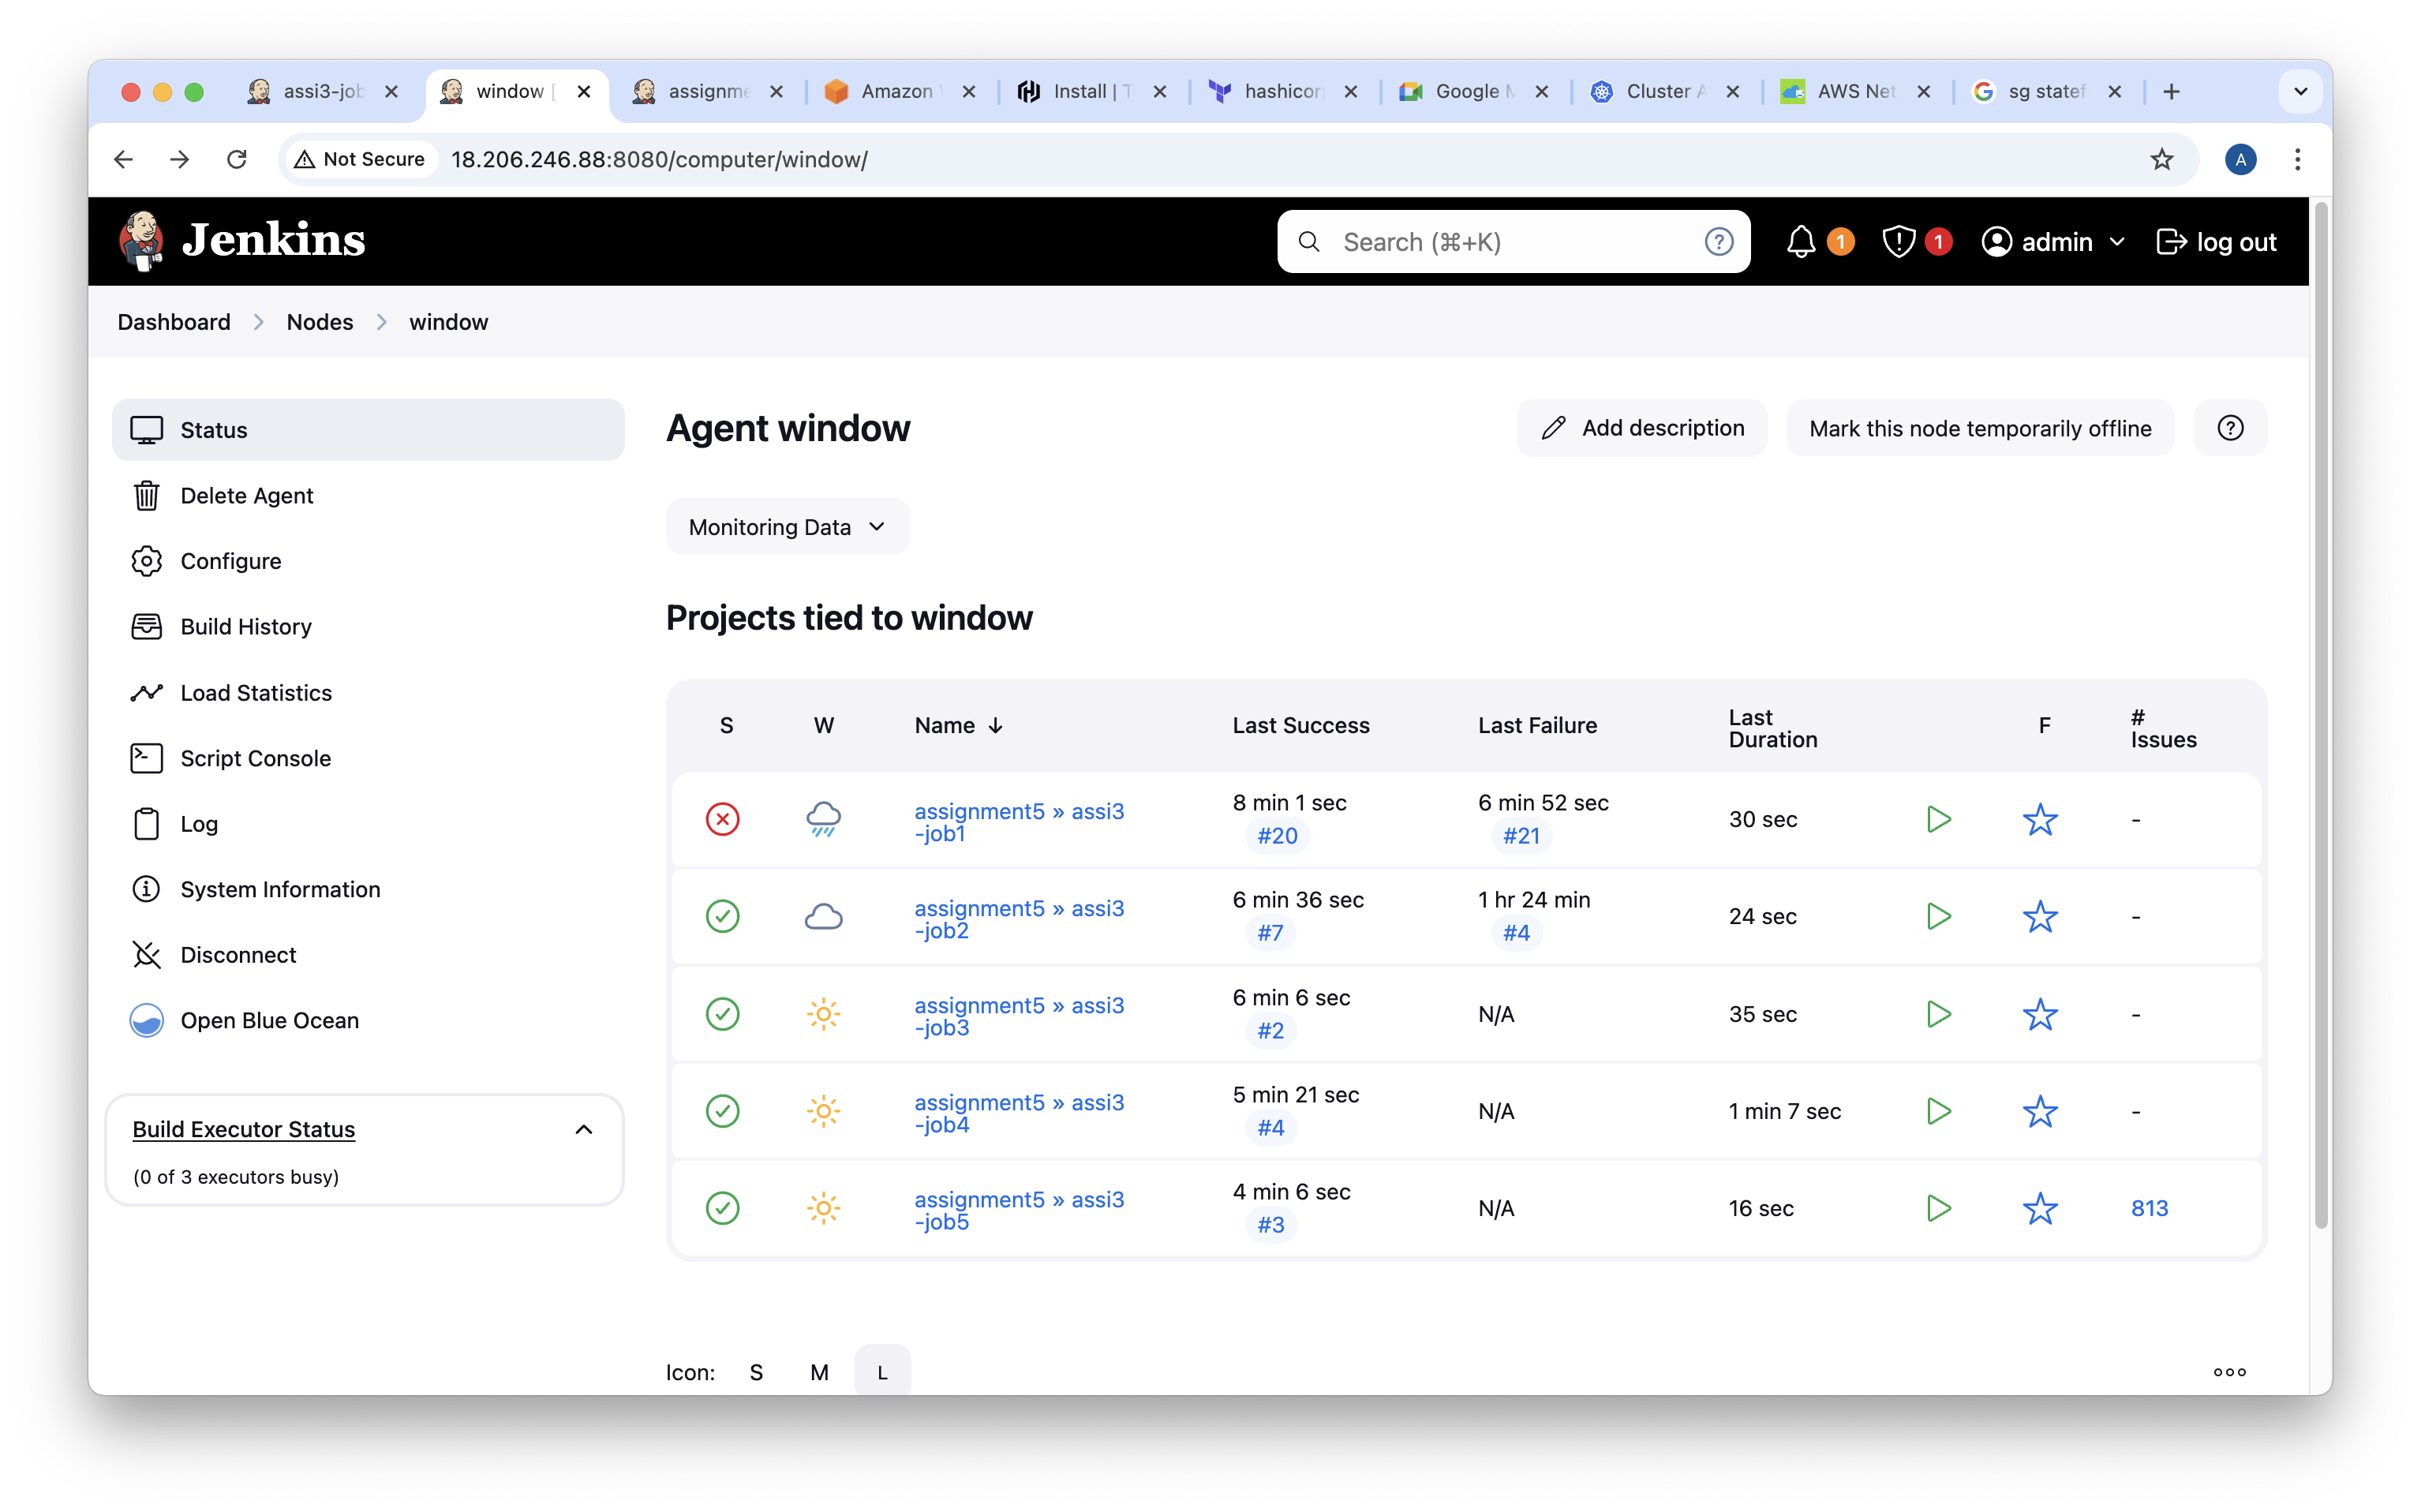 assi3-job
window [
assignme
Amazon
Install | T
hashicor
Google M
Cluster A
AWS Net
sg statef
Not Secure
18.206.246.88:8080/computer/window/
A
Jenkins
Search (⌘+K)
?
1
1
admin
log out
Dashboard
Nodes
window
Status
Delete Agent
Configure
Build History
Load Statistics
Script Console
Log
System Information
Disconnect
Open Blue Ocean
Build Executor Status
(0 of 3 executors busy)
Agent window
Add description
Mark this node temporarily offline
?
Monitoring Data
Projects tied to window
S W Name ↓ Last Success Last Failure Last Duration F # Issues
assignment5 » assi3
-job1
8 min 1 sec
#20
6 min 52 sec
#21
30 sec
-
assignment5 » assi3
-job2
6 min 36 sec
#7
1 hr 24 min
#4
24 sec
-
assignment5 » assi3
-job3
6 min 6 sec
#2
N/A
35 sec
-
assignment5 » assi3
-job4
5 min 21 sec
#4
N/A
1 min 7 sec
-
assignment5 » assi3
-job5
4 min 6 sec
#3
N/A
16 sec
813
Icon: S M L